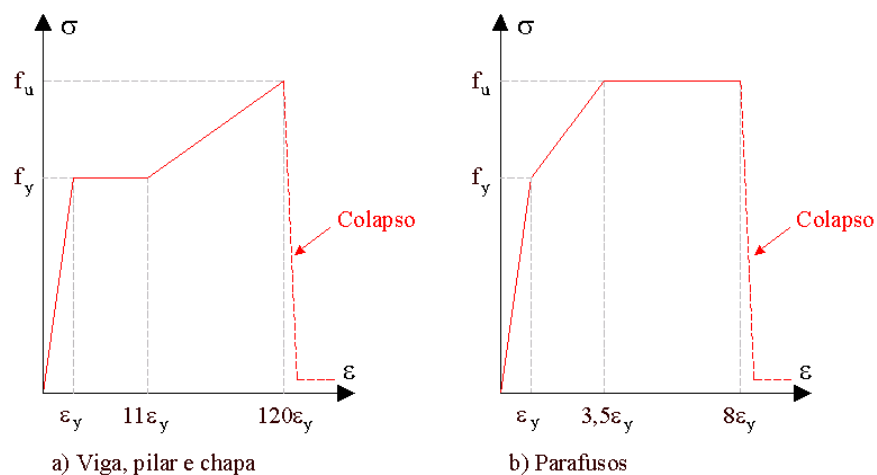 σ
f_u
f_y
Colapso
ε
ε_y
11ε_y
120ε_y
a) Viga, pilar e chapa
σ
f_u
f_y
Colapso
ε
ε_y
3,5ε_y
8ε_y
b) Parafusos